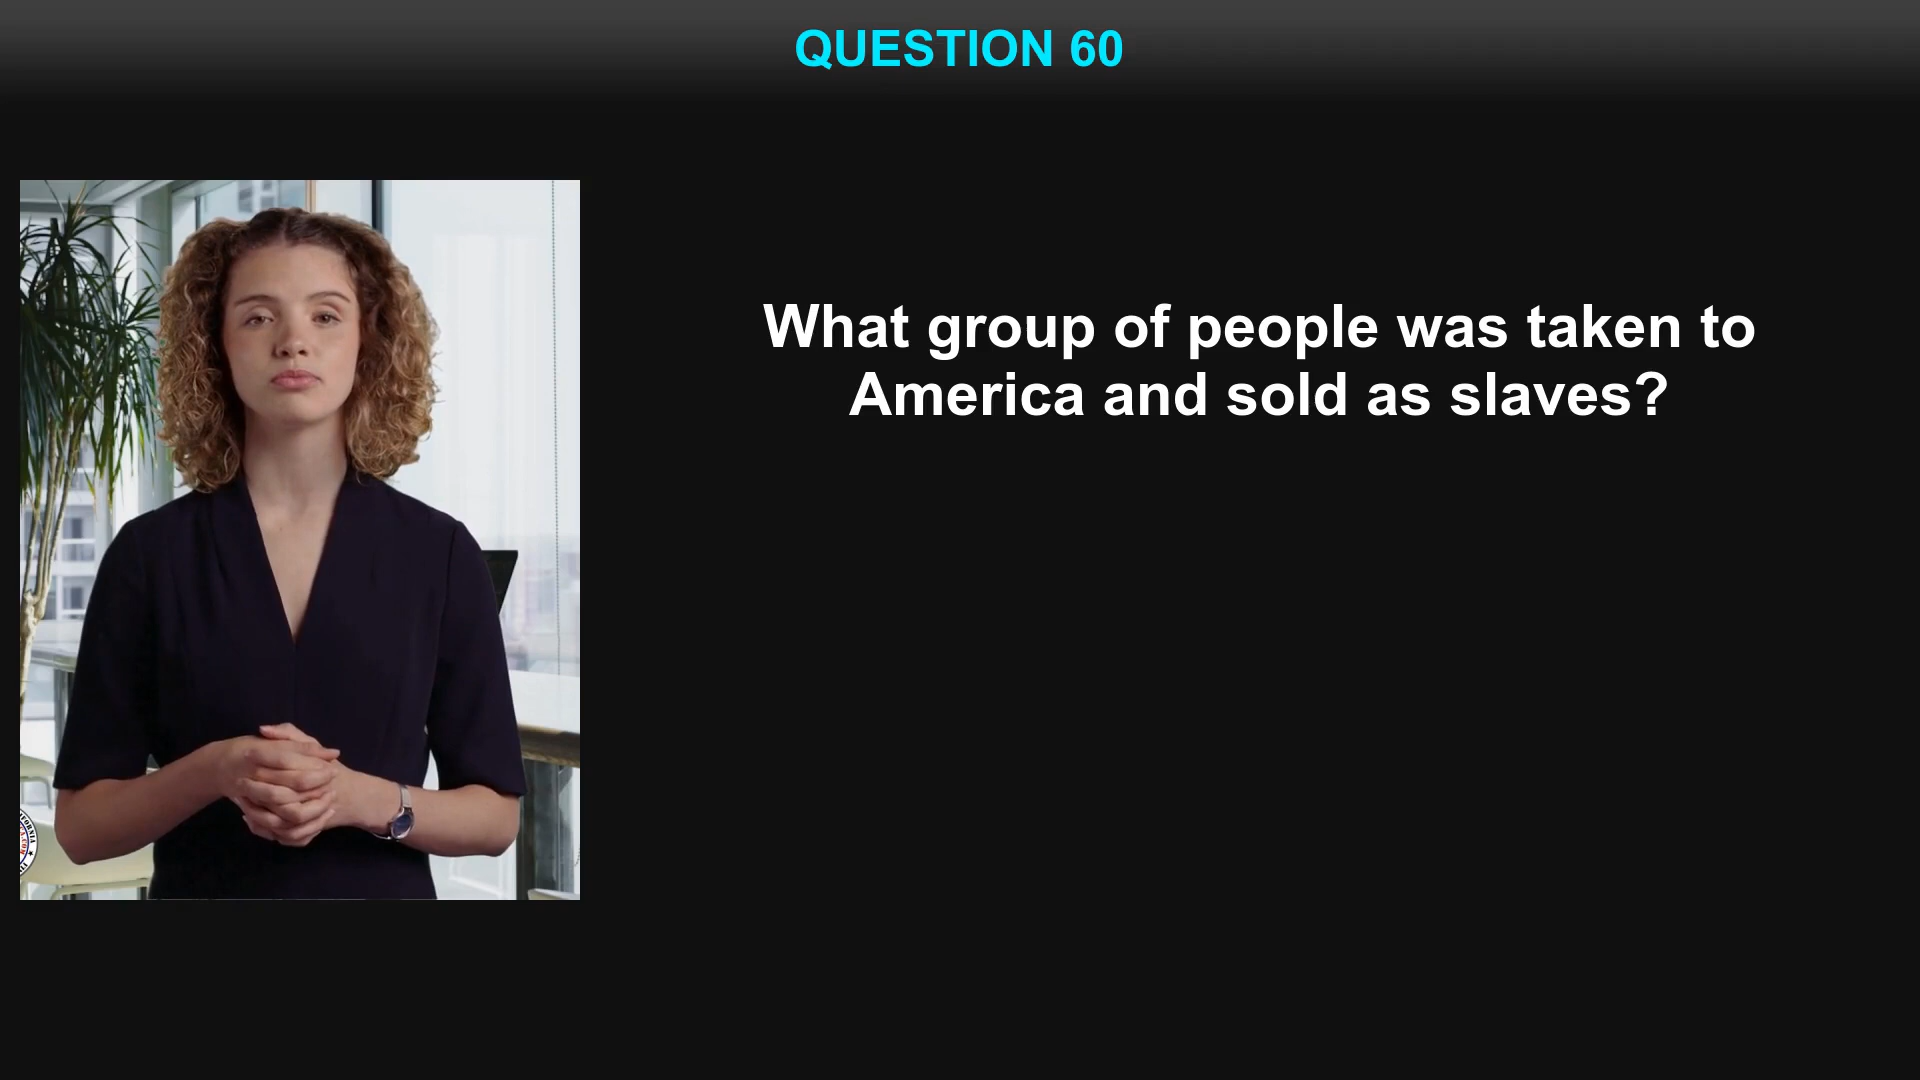 QUESTION 60
What group of people was taken to
America and sold as slaves?